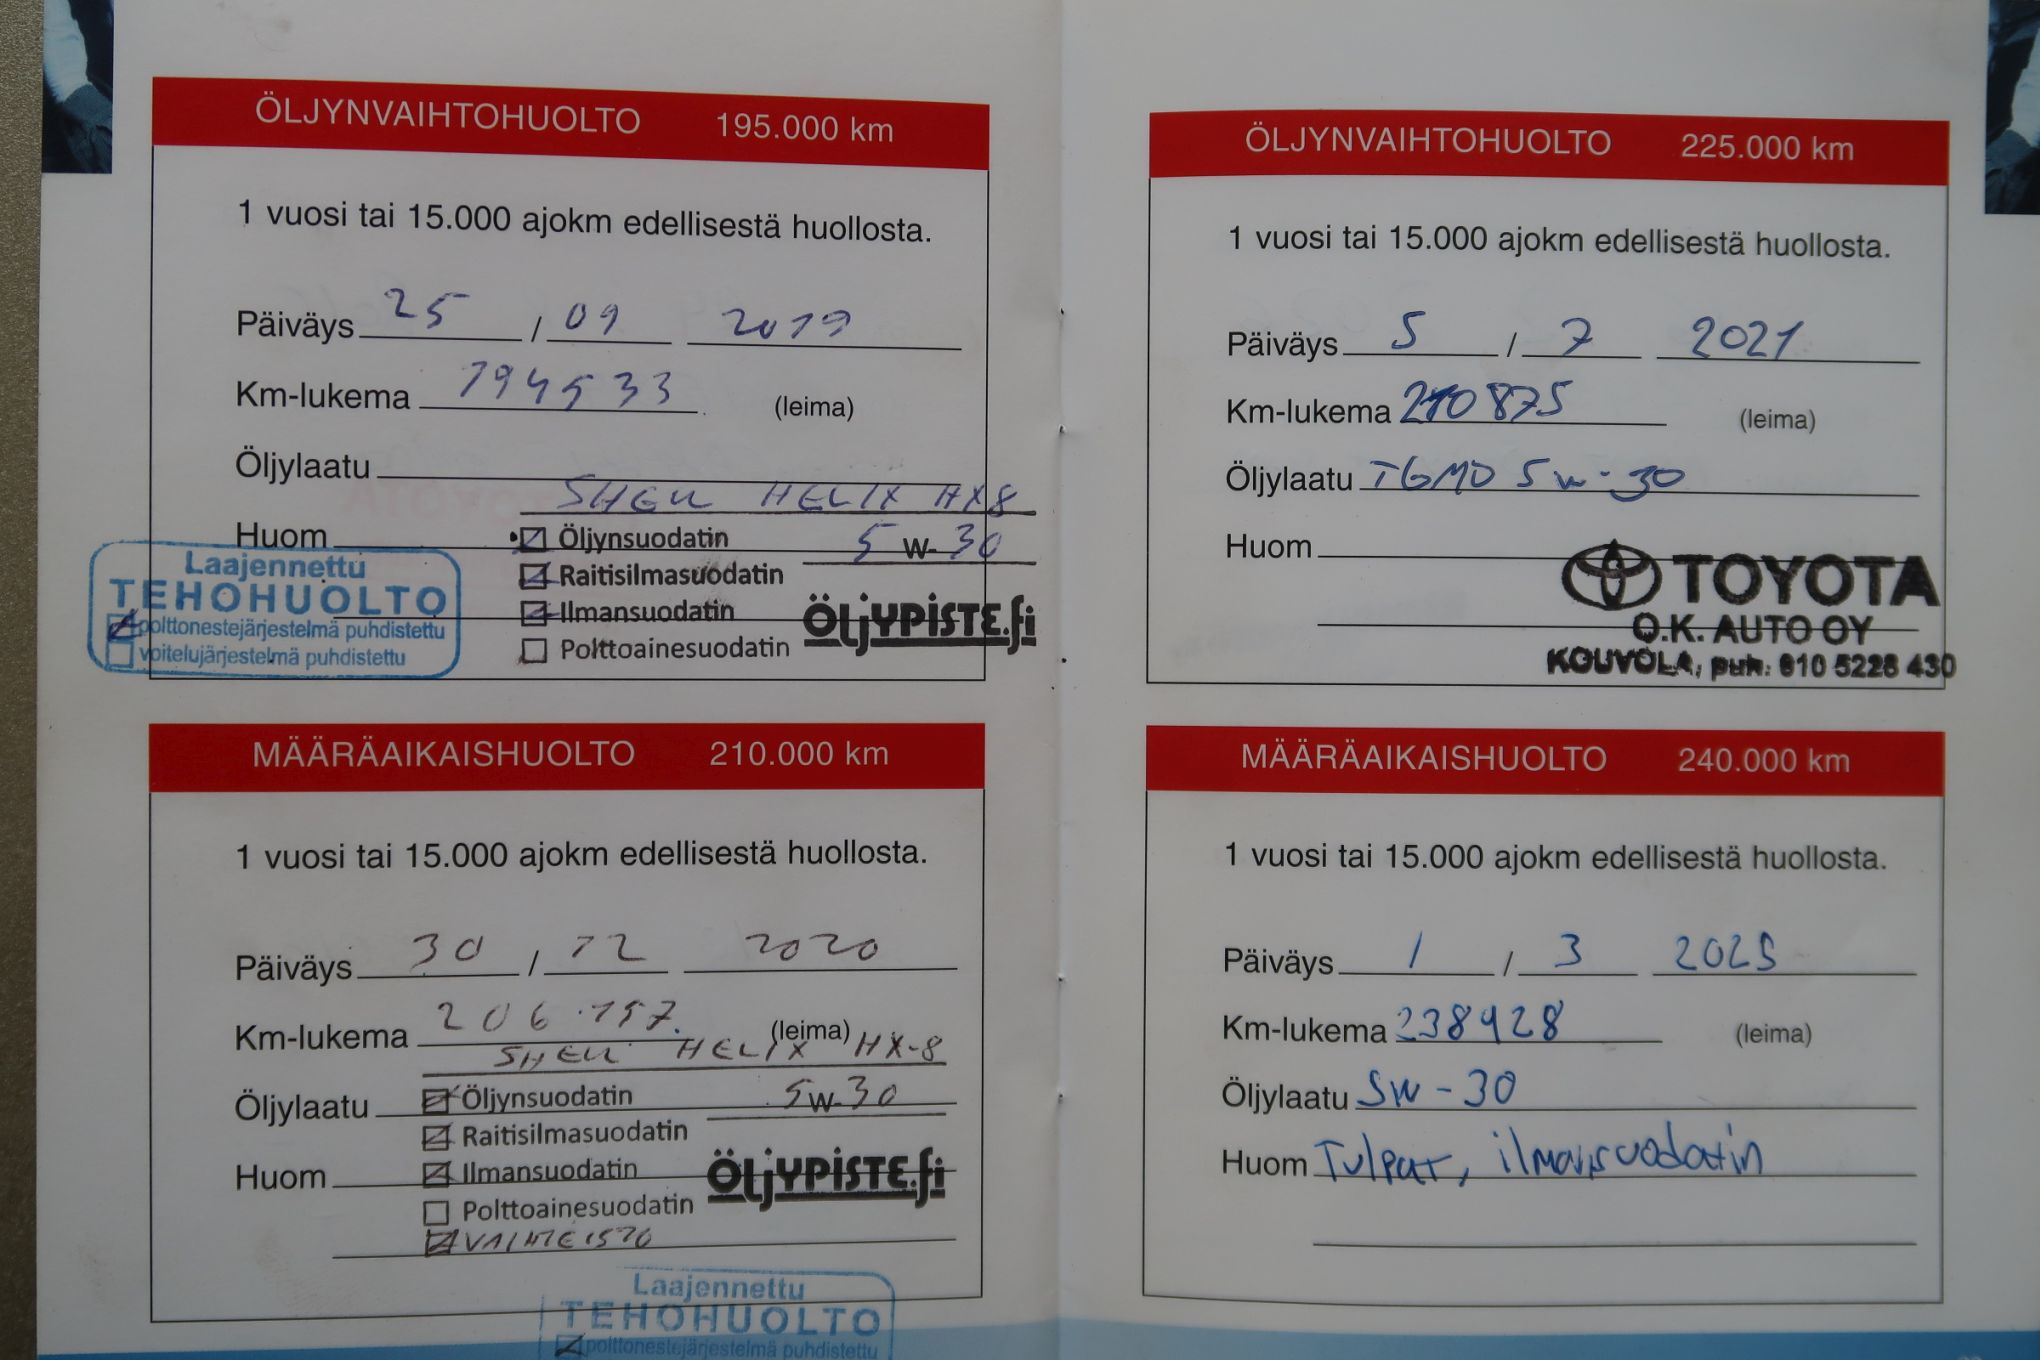 ÖLJYNVAIHTOHUOLTO 195.000 km
1 vuosi tai 15.000 ajokm edellisestä huollosta.
Päiväys 25 / 09 2019
Km-lukema 194533 (leima)
Öljylaatu
SHELL HELIX HX8
Huom
Öljynsuodatin 5 W- 30
Raitisilmasuodatin
Ilmansuodatin
Polttoainesuodatin
ÖLJYPISTE.fi
Laajennettu
TEHOHUOLTO
polttonestejärjestelmä puhdistettu
voitelujärjestelmä puhdistettu
MÄÄRÄAIKAISHUOLTO 210.000 km
1 vuosi tai 15.000 ajokm edellisestä huollosta.
Päiväys 30 / 12 2020
Km-lukema 206.197. (leima)
SHELL HELIX HX-8
Öljylaatu
Öljynsuodatin 5 W- 30
Raitisilmasuodatin
Huom
Ilmansuodatin
Polttoainesuodatin
ÖLJYPISTE.fi
Laajennettu
TEHOHUOLTO
polttonestejärjestelmä puhdistettu
ÖLJYNVAIHTOHUOLTO 225.000 km
1 vuosi tai 15.000 ajokm edellisestä huollosta.
Päiväys 5 / 7 2021
Km-lukema 210875 (leima)
Öljylaatu TGMO 5w-30
Huom
TOYOTA
O.K. AUTO OY
KOUVOLA, puh. 010 5228 430
MÄÄRÄAIKAISHUOLTO 240.000 km
1 vuosi tai 15.000 ajokm edellisestä huollosta.
Päiväys 1 / 3 2025
Km-lukema 238928 (leima)
Öljylaatu 5W-30
Huom Tulpat, ilmansuodatin